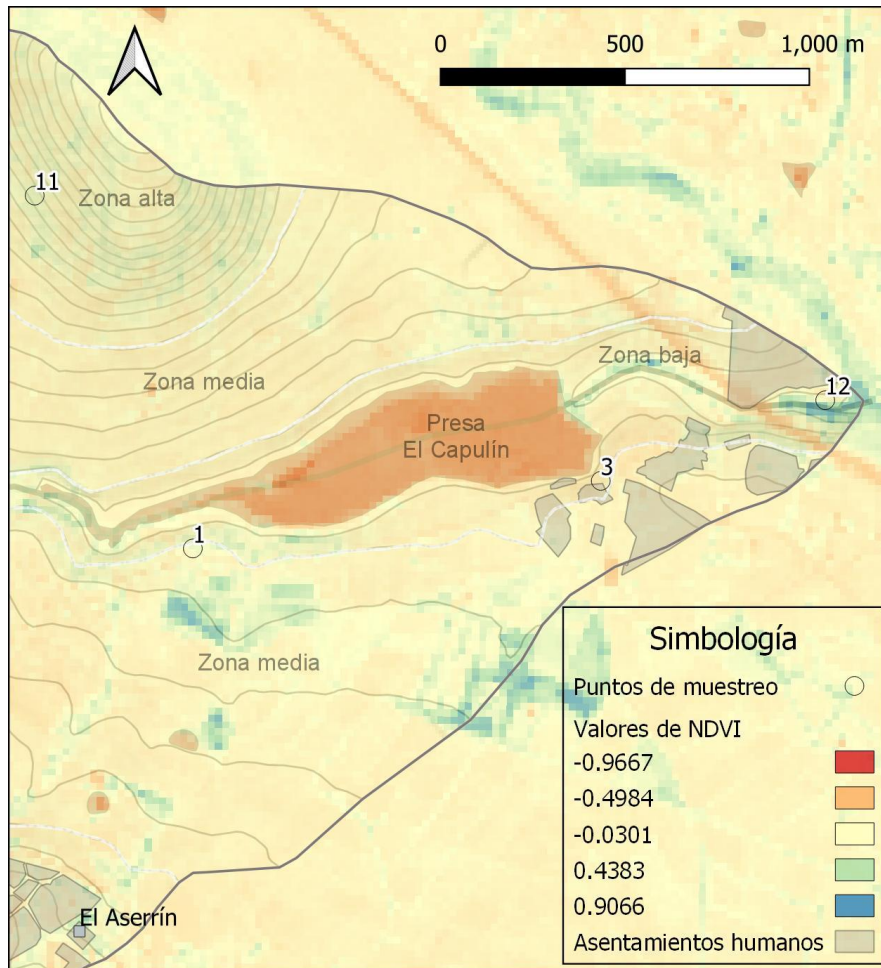 0 500 1,000 m
11
Zona alta
Zona media
Zona baja
12
Presa
El Capulín
3
1
Zona media
El Aserrín
Simbología
Puntos de muestreo
Valores de NDVI
-0.9667
-0.4984
-0.0301
0.4383
0.9066
Asentamientos humanos